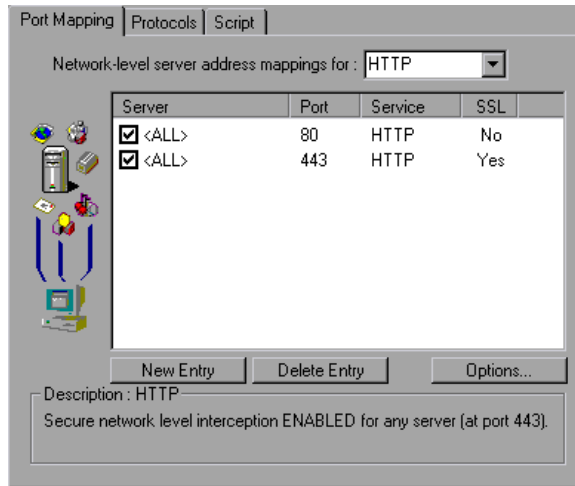 Port Mapping Protocols Script
Network-level server address mappings for : HTTP
Server Port Service SSL
<ALL> 80 HTTP No
<ALL> 443 HTTP Yes
New Entry Delete Entry Options...
Description : HTTP
Secure network level interception ENABLED for any server (at port 443).